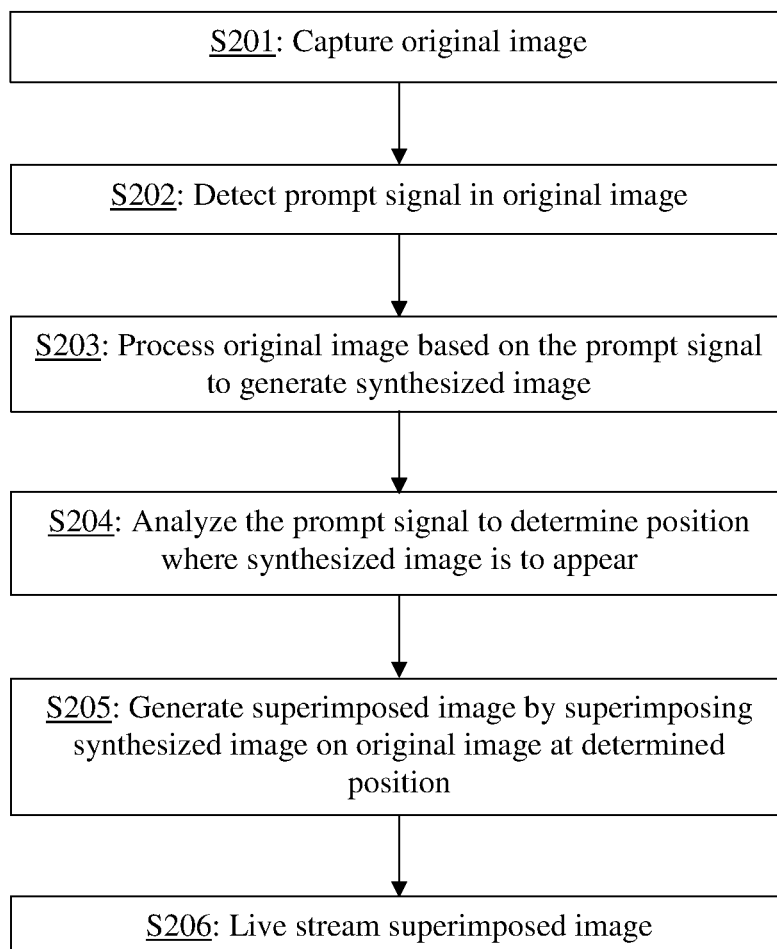 S201: Capture original image
S202: Detect prompt signal in original image
S203: Process original image based on the prompt signal
to generate synthesized image
S204: Analyze the prompt signal to determine position
where synthesized image is to appear
S205: Generate superimposed image by superimposing
synthesized image on original image at determined
position
S206: Live stream superimposed image